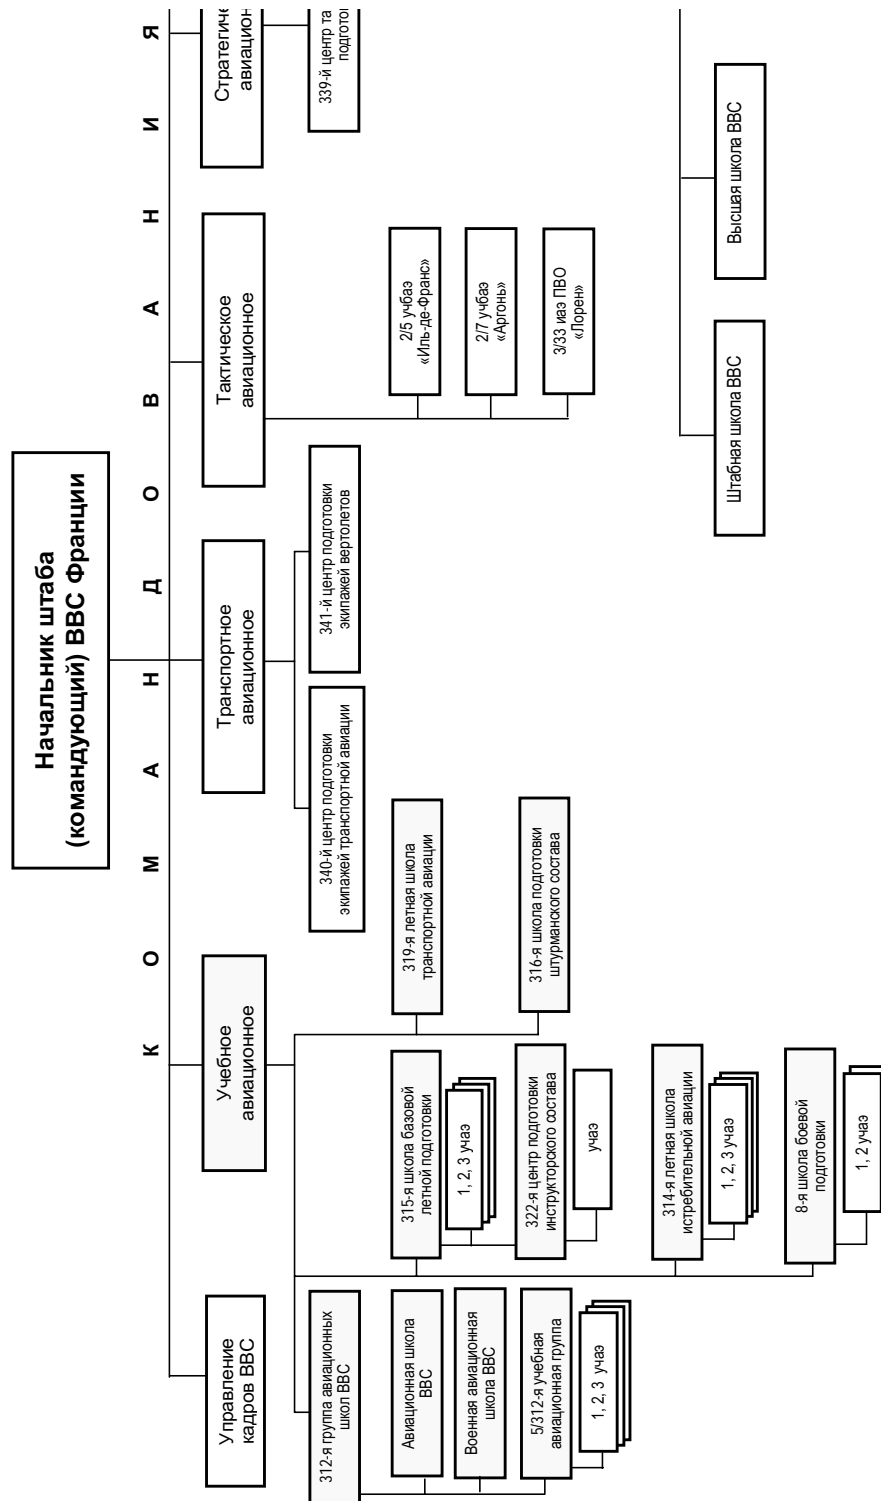 Начальник штаба
(командующий) ВВС Франции
К О М А Н Д О В А Н И Я
Управление
кадров ВВС
Учебное
авиационное
Транспортное
авиационное
Тактическое
авиационное
авиационно
312-я группа авиационных
школ ВВС
Авиационная школа
ВВС
Военная авиационная
школа ВВС
5/312-я учебная
авиационная группа
1, 2, 3 учаэ
315-я школа базовой
летной подготовки
1, 2, 3 учаэ
322-я центр подготовки
инструкторского состава
учаэ
314-я летная школа
истребительной авиации
1, 2, 3 учаэ
8-я школа боевой
подготовки
1, 2 учаэ
319-я летная школа
транспортной авиации
316-я школа подготовки
штурманского состава
340-й центр подготовки
экипажей транспортной авиации
341-й центр подготовки
экипажей вертолетов
2/5 учбаэ
«Иль-де-Франс»
2/7 учбаэ
«Аргонь»
3/33 иаэ ПВО
«Лорен»
339-й центр та
подготов
Штабная школа ВВС
Высшая школа ВВС